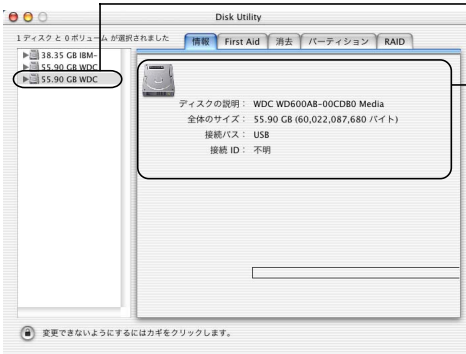 Disk Utility
1 ディスク と 0 ボリューム が選択されました
情報 First Aid 消去 パーティション RAID
38.35 GB IBM-
55.90 GB WDC
55.90 GB WDC
ディスクの説明： WDC WD600AB-00CDB0 Media
全体のサイズ： 55.90 GB (60,022,087,680 バイト)
接続バス： USB
接続 ID： 不明
変更できないようにするにはカギをクリックします。